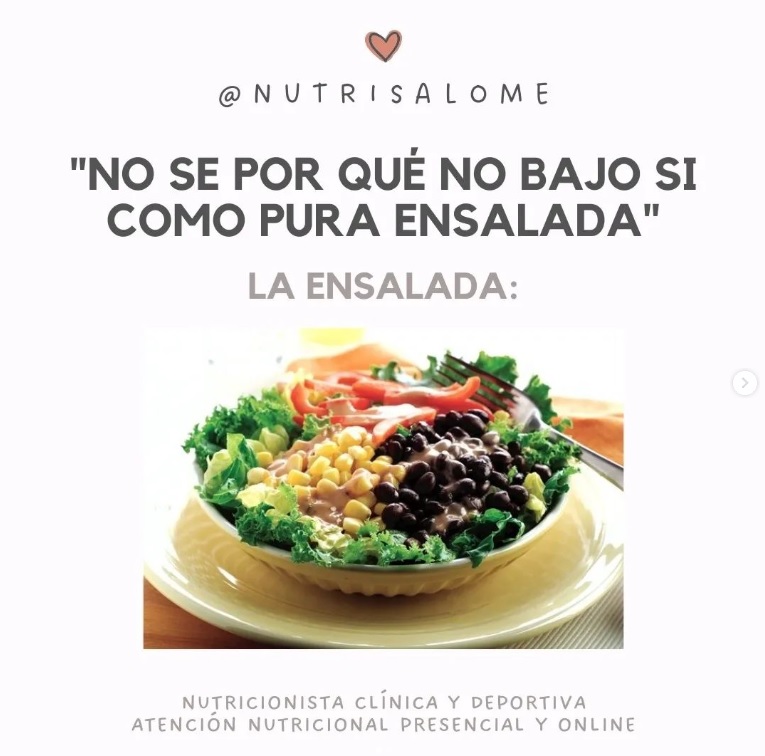 @NUTRISALOME
"NO SE POR QUÉ NO BAJO SI
COMO PURA ENSALADA"
LA ENSALADA:
NUTRICIONISTA CLÍNICA Y DEPORTIVA
ATENCIÓN NUTRICIONAL PRESENCIAL Y ONLINE